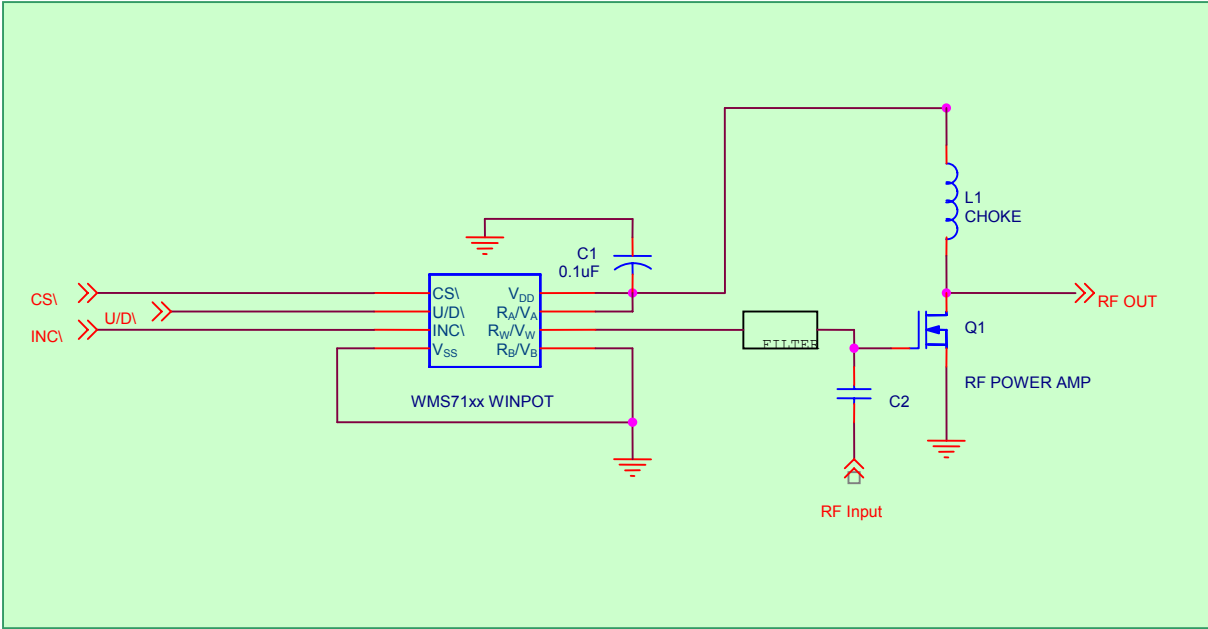 L1
CHOKE
C1
0.1uF
CS\
U/D\
INC\
CS\
U/D\
INC\
VSS
VDD
RA/VA
RW/VW
RB/VB
WMS71xx WINPOT
FILTER
C2
RF Input
RF OUT
Q1
RF POWER AMP